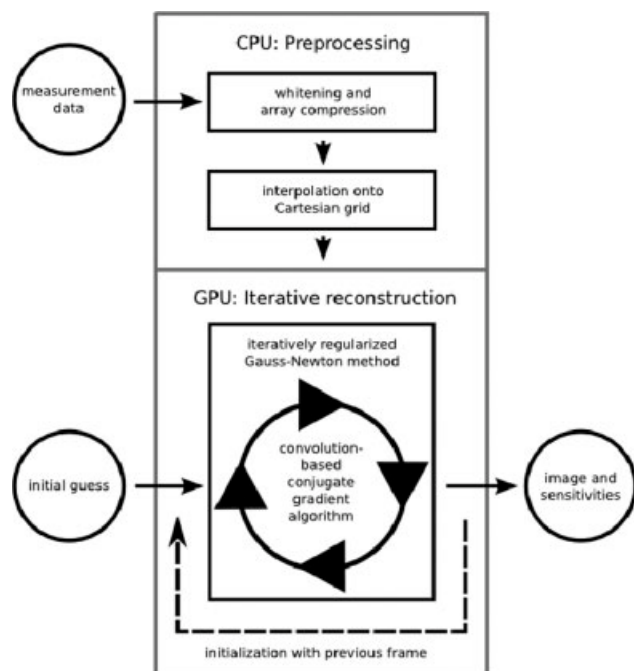 CPU: Preprocessing
measurement
data
whitening and
array compression
interpolation onto
Cartesian grid
GPU: Iterative reconstruction
iteratively regularized
Gauss-Newton method
convolution-
based
conjugate
gradient
algorithm
initial guess
image and
sensitivities
initialization with previous frame